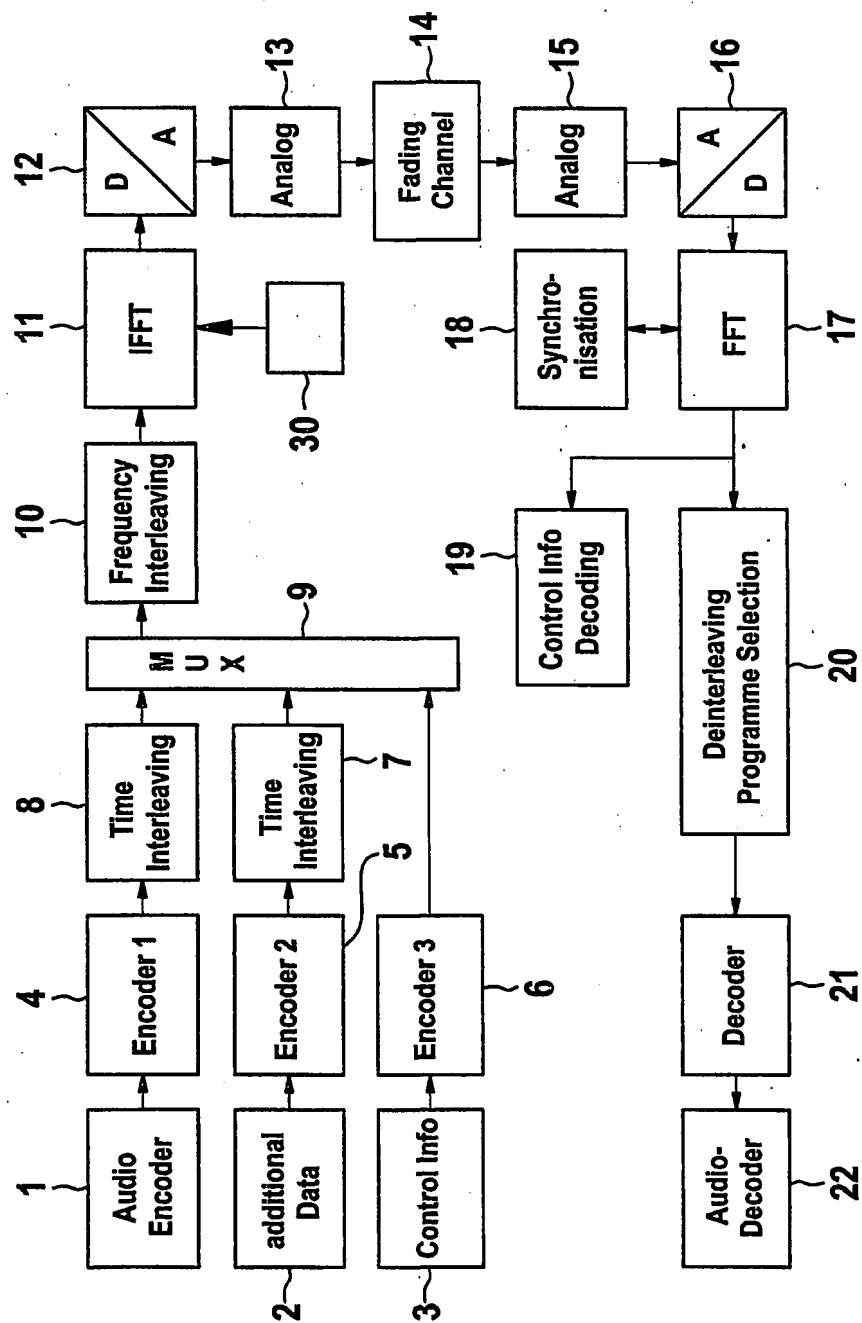 1
Audio
Encoder
4
Encoder 1
8
Time
Interleaving
2
additional
Data
5
Encoder 2
7
Time
Interleaving
3
Control Info
6
Encoder 3
9
MUX
10
Frequency
Interleaving
11
IFFT
30
12
D
A
13
Analog
14
Fading
Channel
15
Analog
16
A
D
17
FFT
18
Synchro-
nisation
19
Control Info
Decoding
20
Deinterleaving
Programme Selection
21
Decoder
22
Audio-
Decoder